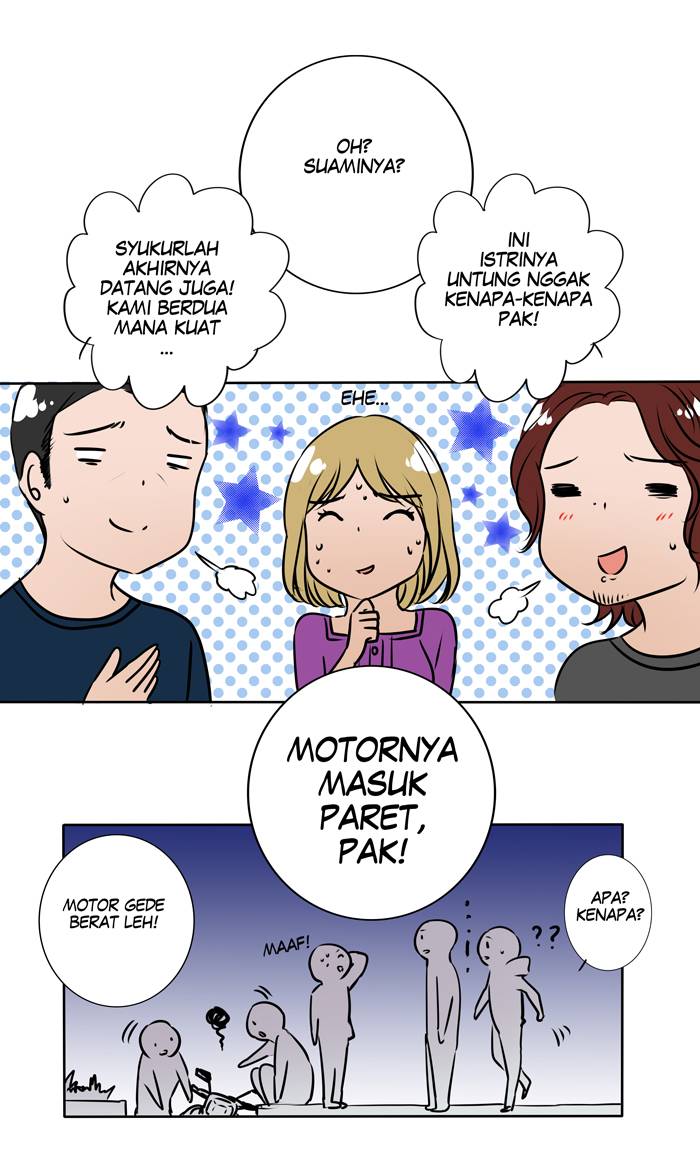 OH?
SUAMINYA?
SYUKURLAH
AKHIRNYA
DATANG JUGA!
KAMI BERDUA
MANA KUAT
...
INI
ISTRINYA
UNTUNG NGGAK
KENAPA-KENAPA
PAK!
EHE...
MOTORNYA
MASUK
PARET,
PAK!
MOTOR GEDE
BERAT LEH!
MAAF!
......
??
APA?
KENAPA?